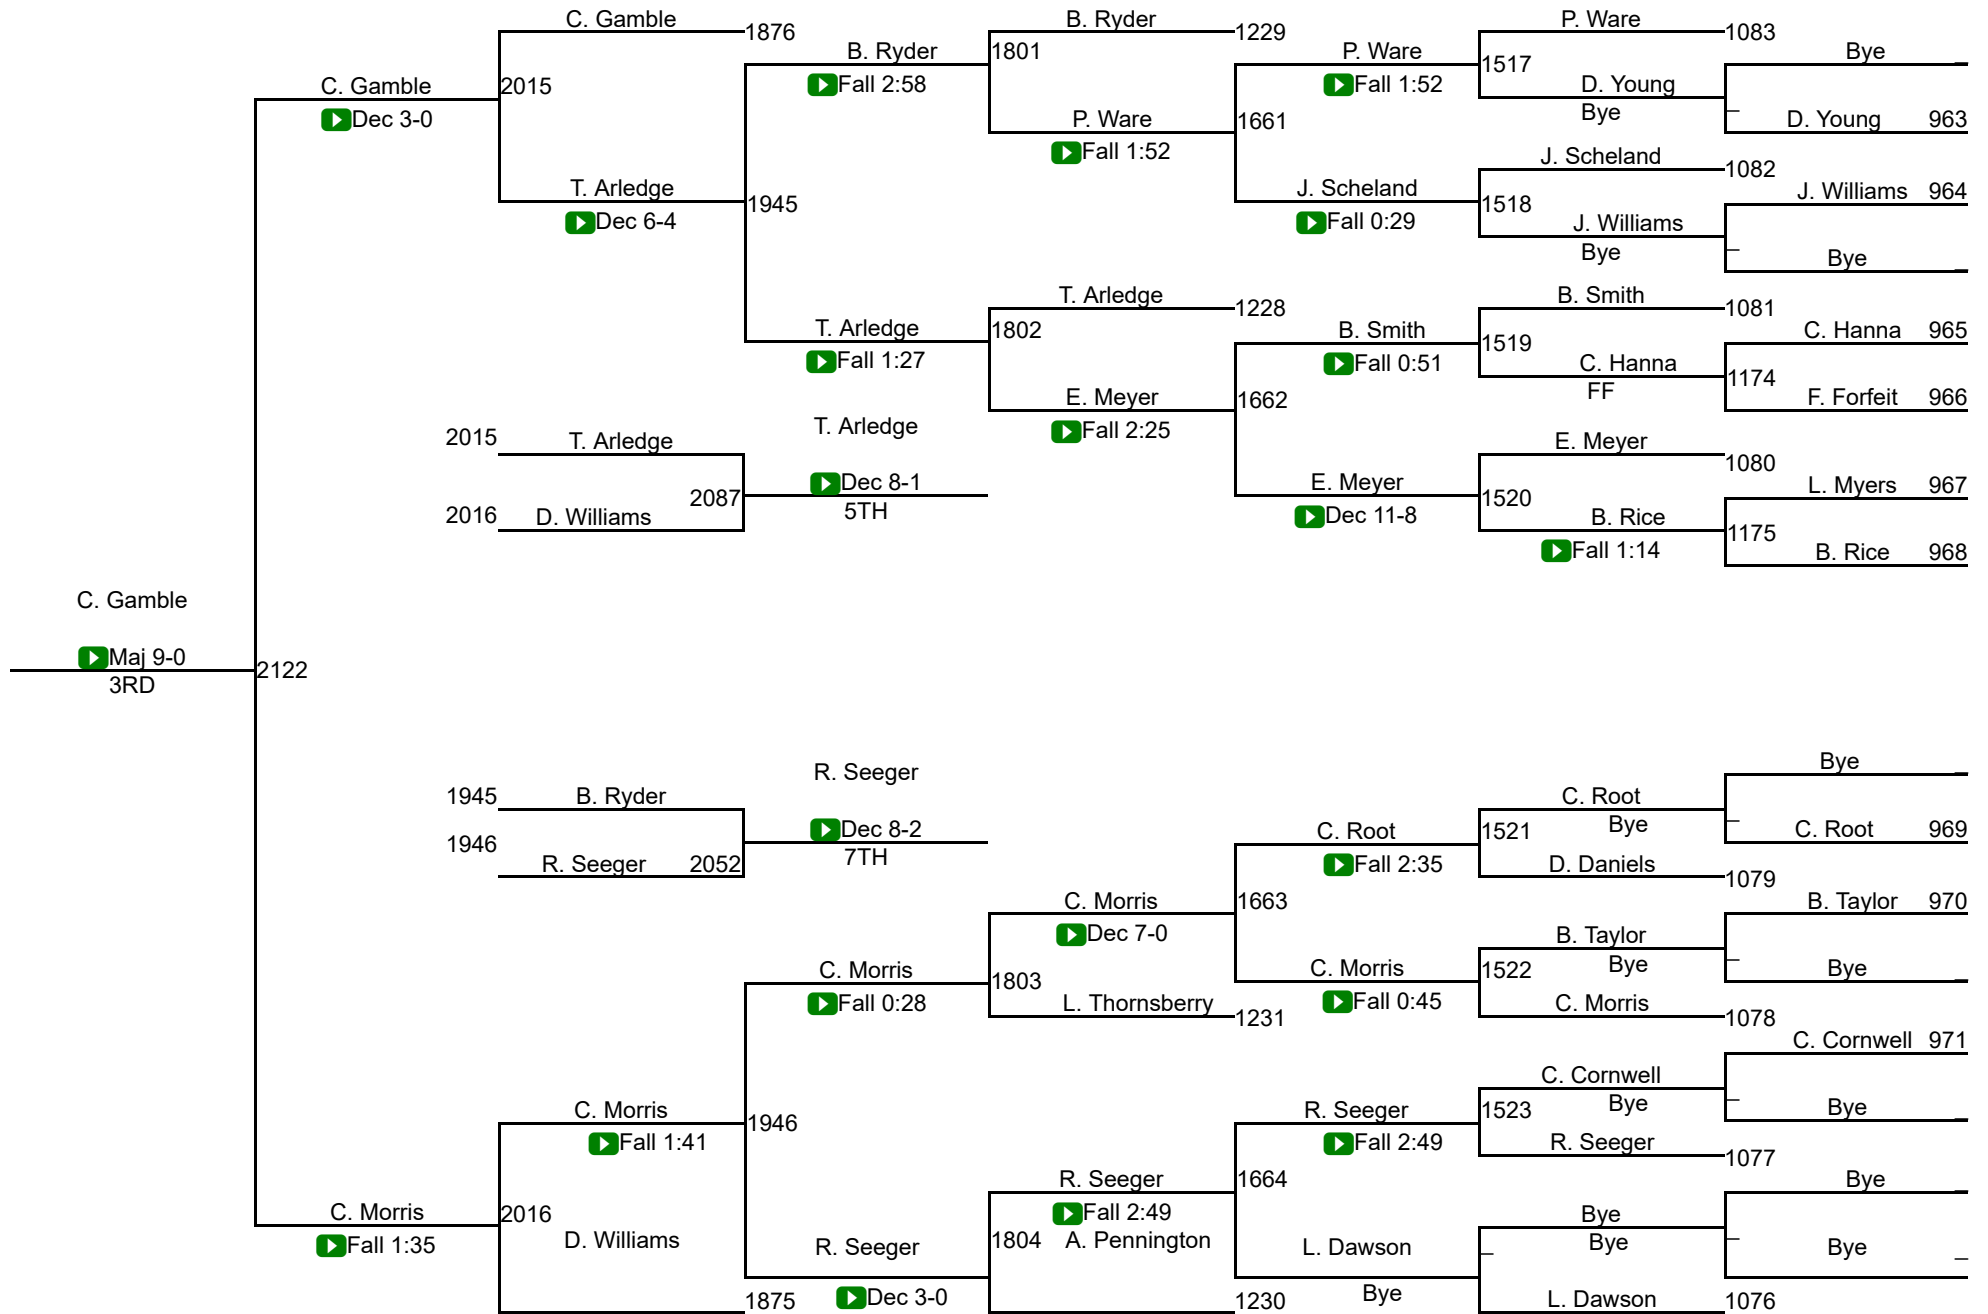 C. Gamble
B. Ryder
P. Ware
1876
1229
1083
B. Ryder
P. Ware
Bye
1801
1517
Fall 2:58
Fall 1:52
D. Young
C. Gamble
2015
Bye
Dec 3-0
P. Ware
1661
D. Young 963
Fall 1:52
J. Scheland
1082
T. Arledge
J. Scheland
J. Williams 964
1945
1518
Dec 6-4
Fall 0:29
J. Williams
Bye
Bye
T. Arledge
B. Smith
1228
1081
T. Arledge
1802
B. Smith
C. Hanna 965
1519
Fall 1:27
Fall 0:51
C. Hanna
1174
FF
E. Meyer
1662
F. Forfeit 966
T. Arledge
Fall 2:25
2015
T. Arledge
E. Meyer
1080
Dec 8-1
E. Meyer
L. Myers 967
2087
1520
5TH
2016
D. Williams
Dec 11-8
B. Rice
1175
Fall 1:14
B. Rice 968
C. Gamble
Maj 9-0
2122
3RD
Bye
R. Seeger
1945
B. Ryder
C. Root
Dec 8-2
C. Root
1521
Bye
C. Root 969
1946
7TH
R. Seeger 2052
Fall 2:35
D. Daniels
1079
C. Morris
1663
B. Taylor 970
Dec 7-0
B. Taylor
C. Morris
C. Morris
1522
Bye
Bye
1803
Fall 0:28
L. Thornsberry
Fall 0:45
C. Morris
1231
1078
C. Cornwell 971
C. Cornwell
C. Morris
R. Seeger
1523
Bye
Bye
1946
Fall 1:41
Fall 2:49
R. Seeger
1077
R. Seeger
1664
Bye
C. Morris
2016
Fall 2:49
Bye
Fall 1:35
D. Williams
R. Seeger
1804
A. Pennington
L. Dawson
Bye
Bye
1875
Dec 3-0
1230
Bye
L. Dawson
1076